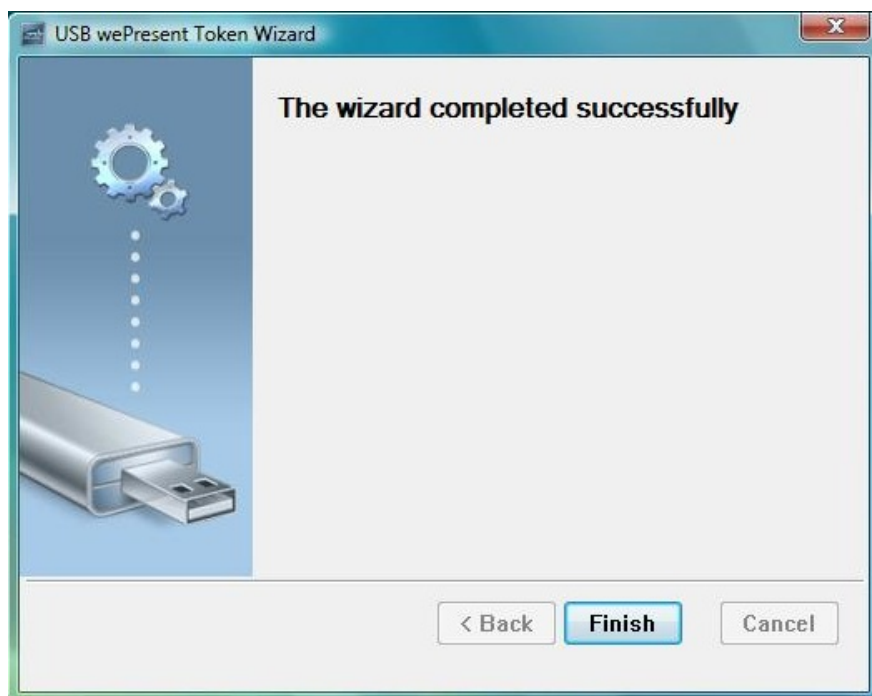 USB wePresent Token Wizard
The wizard completed successfully
< Back Finish Cancel